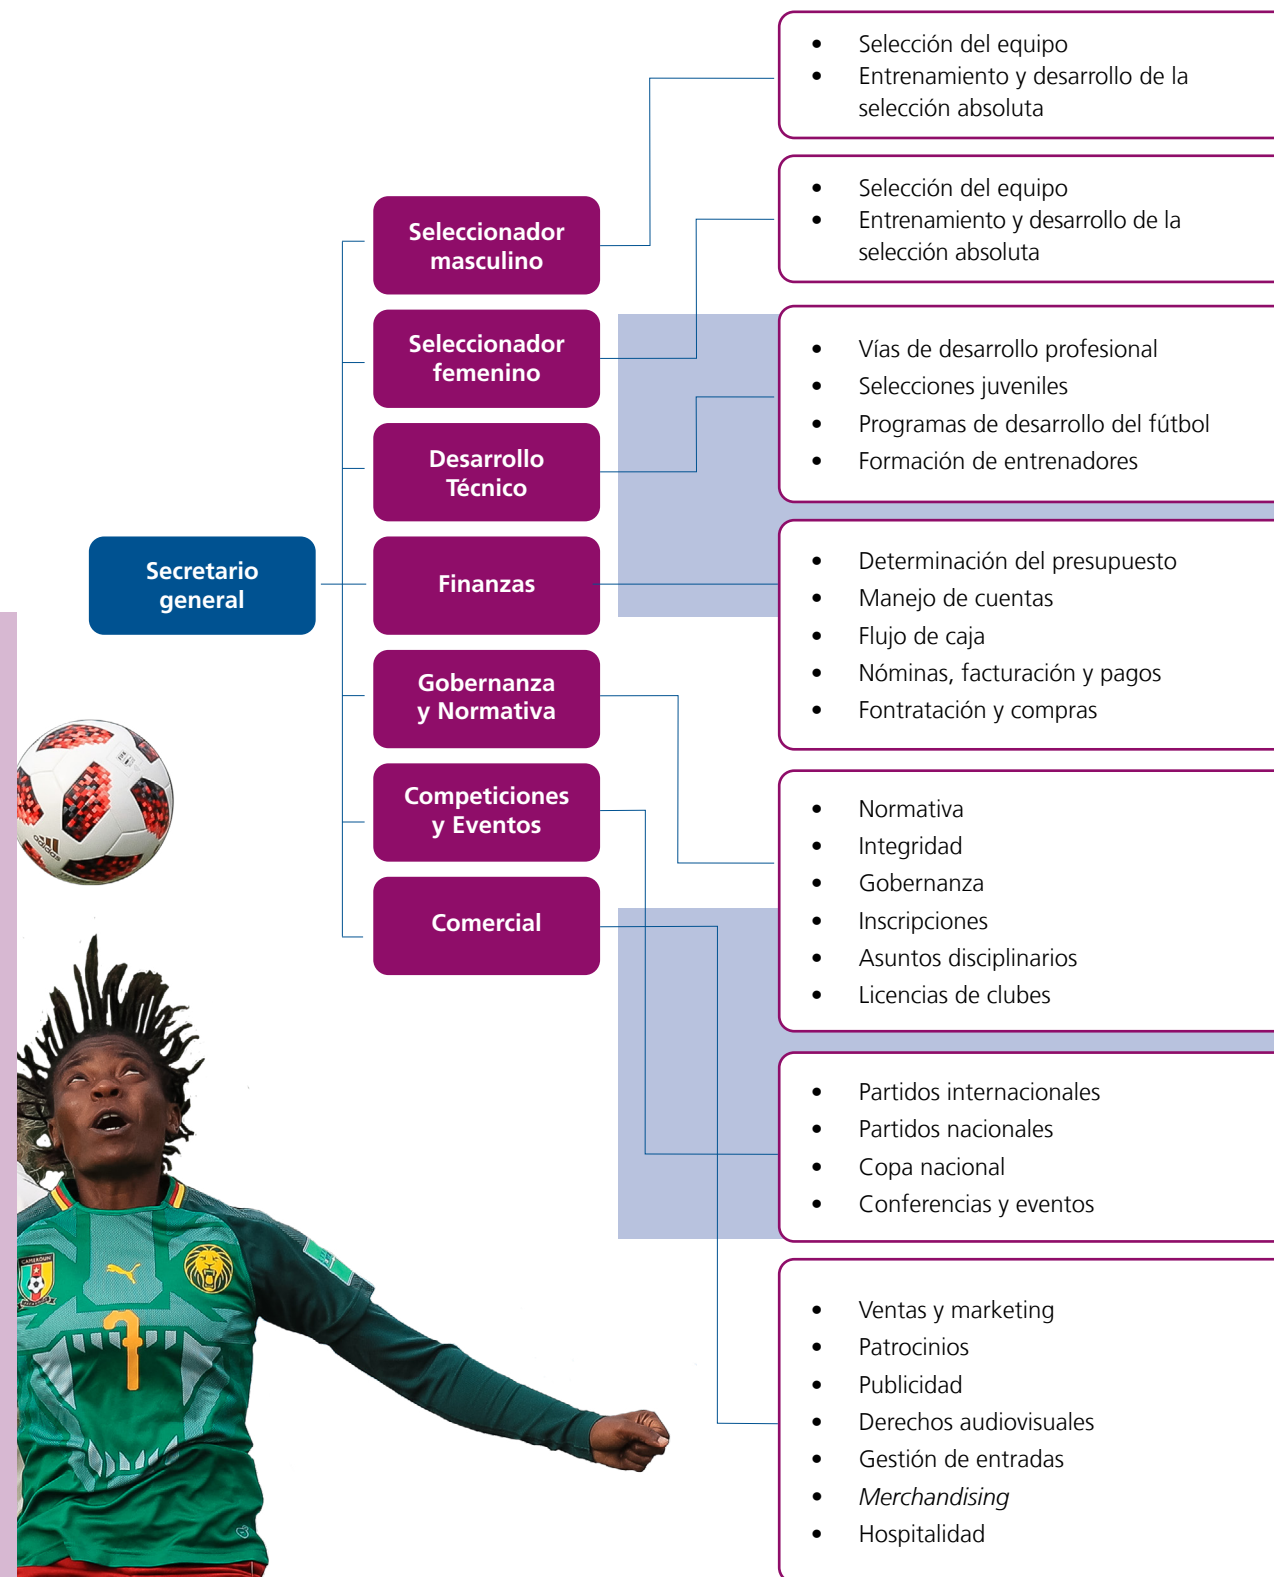 Secretario
general
Seleccionador
masculino
Seleccionador
femenino
Desarrollo
Técnico
Finanzas
Gobernanza
y Normativa
Competiciones
y Eventos
Comercial
• Selección del equipo
• Entrenamiento y desarrollo de la
selección absoluta
• Selección del equipo
• Entrenamiento y desarrollo de la
selección absoluta
• Vías de desarrollo profesional
• Selecciones juveniles
• Programas de desarrollo del fútbol
• Formación de entrenadores
• Determinación del presupuesto
• Manejo de cuentas
• Flujo de caja
• Nóminas, facturación y pagos
• Fontratación y compras
• Normativa
• Integridad
• Gobernanza
• Inscripciones
• Asuntos disciplinarios
• Licencias de clubes
• Partidos internacionales
• Partidos nacionales
• Copa nacional
• Conferencias y eventos
• Ventas y marketing
• Patrocinios
• Publicidad
• Derechos audiovisuales
• Gestión de entradas
• Merchandising
• Hospitalidad
adidas
CAMEROUN
7